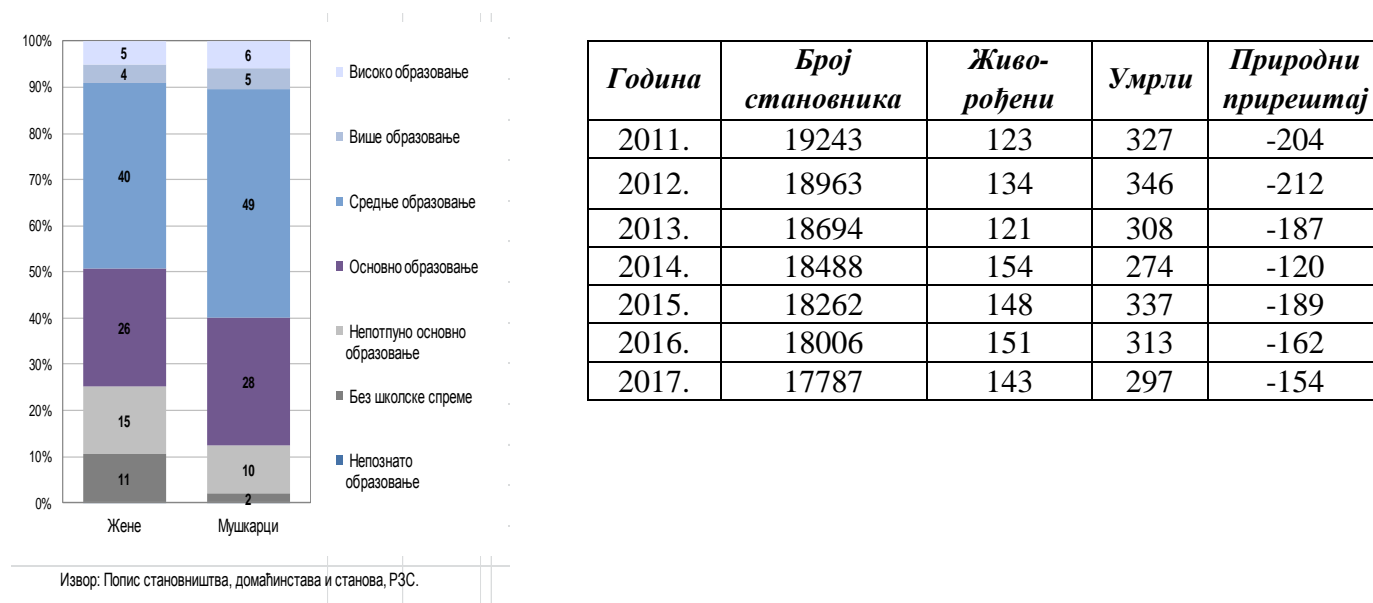 100%
90%
80%
70%
60%
50%
40%
30%
20%
10%
0%
5
4
40
26
15
11
6
5
49
28
10
2
Жене
Мушкарци
Високо образовање
Више образовање
Средње образовање
Основно образовање
Непотпуно основно
образовање
Без школске спреме
Непознато
образовање
Извор: Попис становништва, домаћинстава и станова, РЗС.
Година Број становника Живо-рођени Умрли Природни прирештај
2011. 19243 123 327 -204
2012. 18963 134 346 -212
2013. 18694 121 308 -187
2014. 18488 154 274 -120
2015. 18262 148 337 -189
2016. 18006 151 313 -162
2017. 17787 143 297 -154